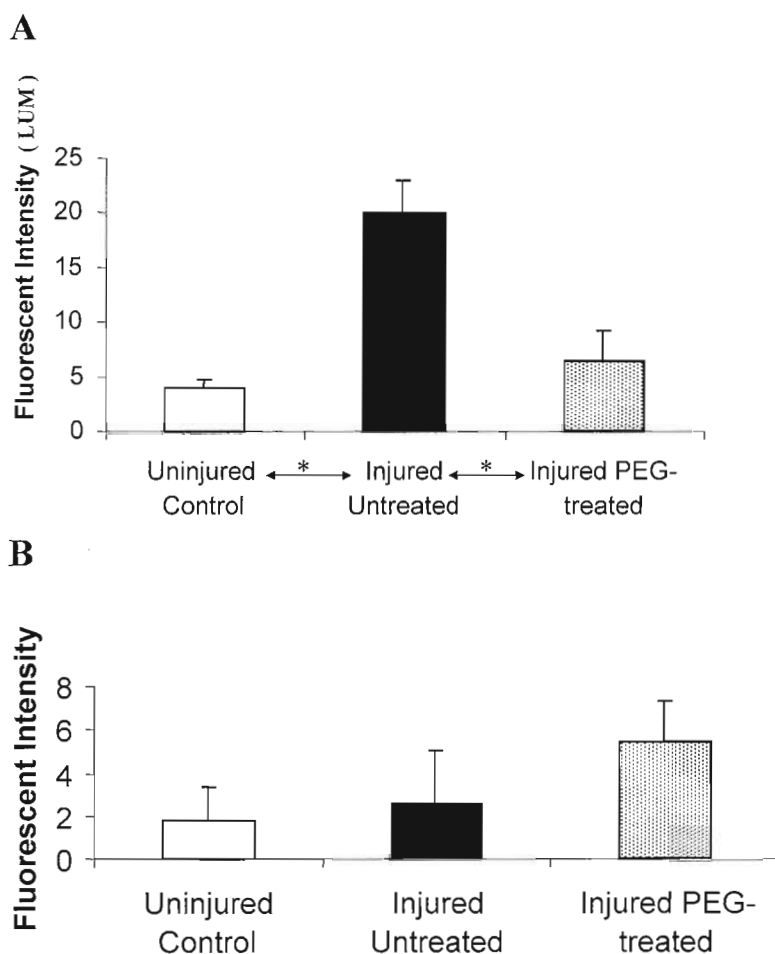 A
Fluorescent Intensity ( LUM )
25
20
15
10
5
0
Uninjured * Injured * Injured PEG-
Control Untreated treated
B
Fluorescent Intensity
8
6
4
2
0
Uninjured Injured Injured PEG-
Control Untreated treated